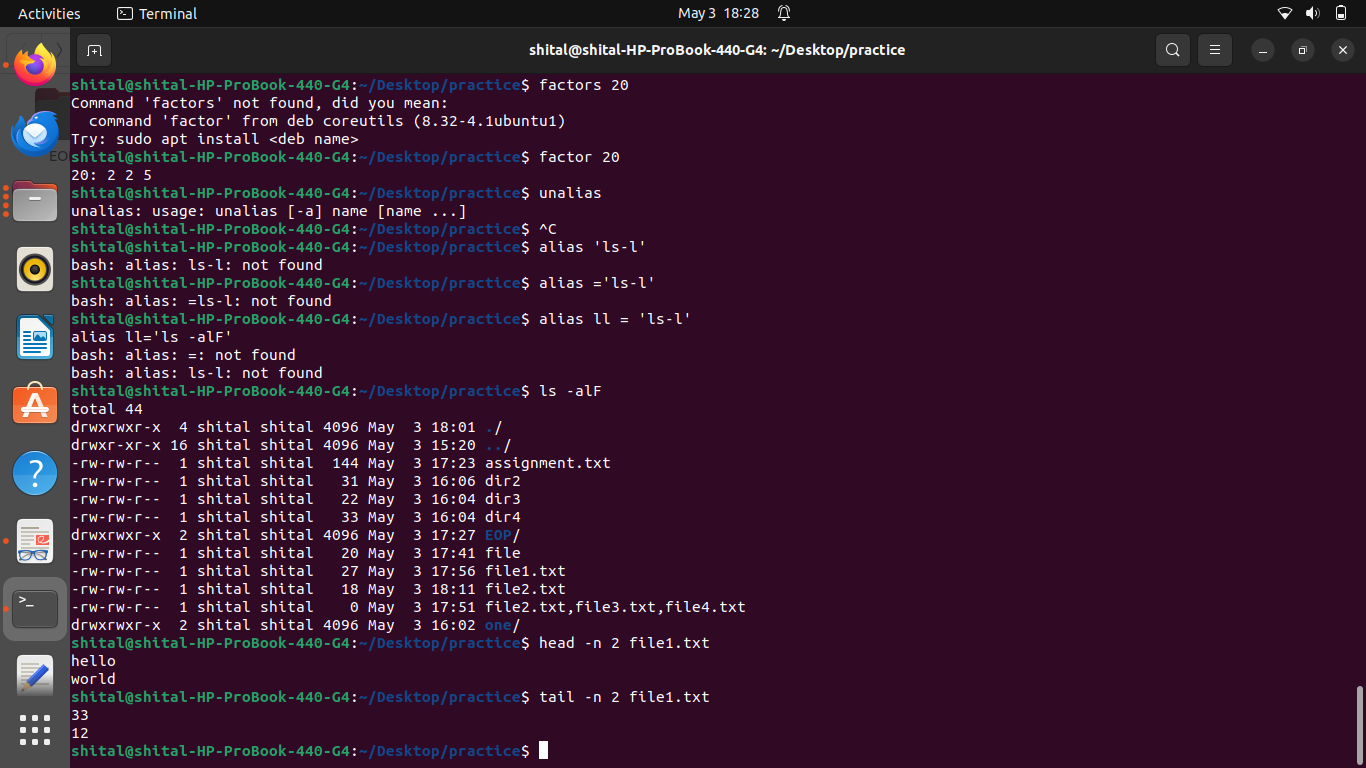 Activities
Terminal
May 3 18:28
shital@shital-HP-ProBook-440-G4: ~/Desktop/practice
shital@shital-HP-ProBook-440-G4:~/Desktop/practice$ factors 20
Command 'factors' not found, did you mean:
  command 'factor' from deb coreutils (8.32-4.1ubuntu1)
Try: sudo apt install <deb name>
shital@shital-HP-ProBook-440-G4:~/Desktop/practice$ factor 20
20: 2 2 5
shital@shital-HP-ProBook-440-G4:~/Desktop/practice$ unalias
unalias: usage: unalias [-a] name [name ...]
shital@shital-HP-ProBook-440-G4:~/Desktop/practice$ ^C
shital@shital-HP-ProBook-440-G4:~/Desktop/practice$ alias 'ls-l'
bash: alias: ls-l: not found
shital@shital-HP-ProBook-440-G4:~/Desktop/practice$ alias ='ls-l'
bash: alias: =ls-l: not found
shital@shital-HP-ProBook-440-G4:~/Desktop/practice$ alias ll = 'ls-l'
alias ll='ls -alF'
bash: alias: =: not found
bash: alias: ls-l: not found
shital@shital-HP-ProBook-440-G4:~/Desktop/practice$ ls -alF
total 44
drwxrwxr-x  4 shital shital 4096 May  3 18:01 ./
drwxr-xr-x 16 shital shital 4096 May  3 15:20 ../
-rw-rw-r--  1 shital shital  144 May  3 17:23 assignment.txt
-rw-rw-r--  1 shital shital   31 May  3 16:06 dir2
-rw-rw-r--  1 shital shital   22 May  3 16:04 dir3
-rw-rw-r--  1 shital shital   33 May  3 16:04 dir4
drwxrwxr-x  2 shital shital 4096 May  3 17:27 EOP/
-rw-rw-r--  1 shital shital   20 May  3 17:41 file
-rw-rw-r--  1 shital shital   27 May  3 17:56 file1.txt
-rw-rw-r--  1 shital shital   18 May  3 18:11 file2.txt
-rw-rw-r--  1 shital shital    0 May  3 17:51 file2.txt,file3.txt,file4.txt
drwxrwxr-x  2 shital shital 4096 May  3 16:02 one/
shital@shital-HP-ProBook-440-G4:~/Desktop/practice$ head -n 2 file1.txt
hello
world
shital@shital-HP-ProBook-440-G4:~/Desktop/practice$ tail -n 2 file1.txt
33
12
shital@shital-HP-ProBook-440-G4:~/Desktop/practice$